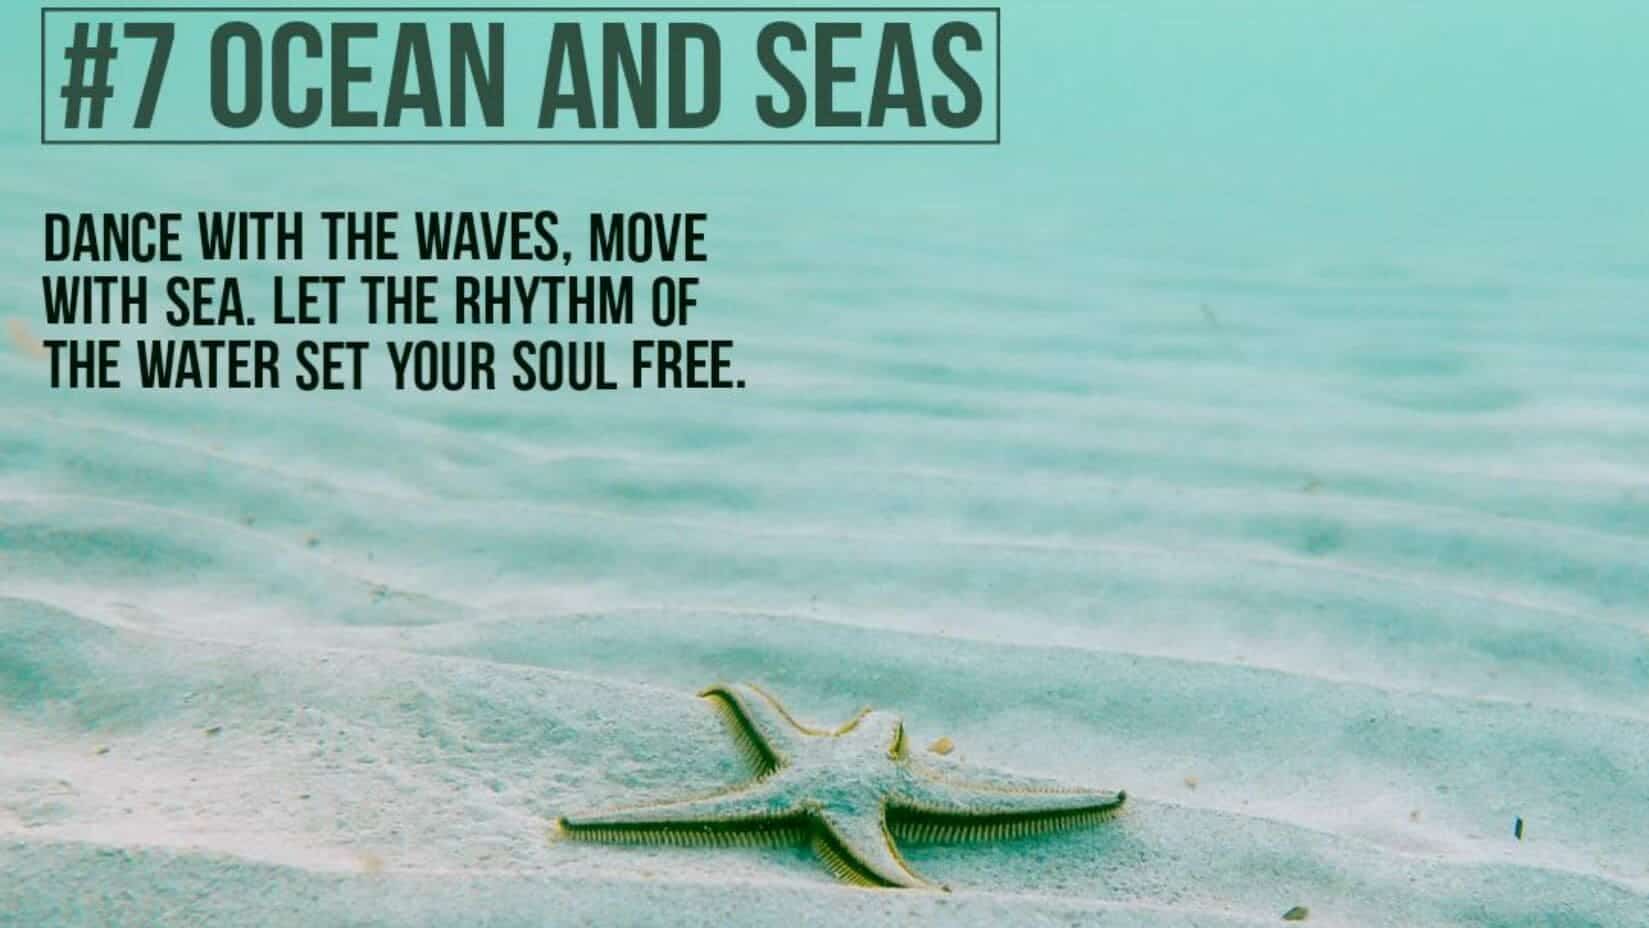 #7 OCEAN AND SEAS
DANCE WITH THE WAVES, MOVE
WITH SEA. LET THE RHYTHM OF
THE WATER SET YOUR SOUL FREE.